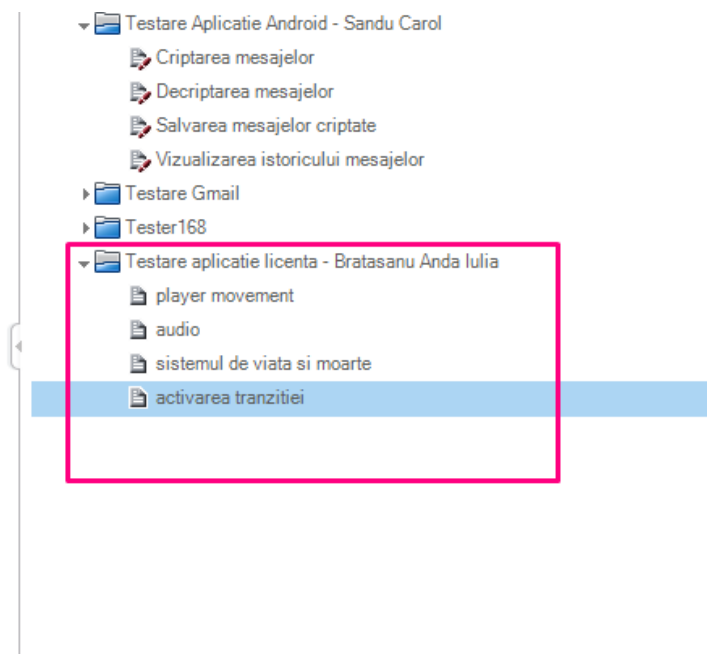 Testare Aplicatie Android - Sandu Carol
Criptarea mesajelor
Decriptarea mesajelor
Salvarea mesajelor criptate
Vizualizarea istoricului mesajelor
Testare Gmail
Tester168
Testare aplicatie licenta - Bratasanu Anda Iulia
player movement
audio
sistemul de viata si moarte
activarea tranzitiei